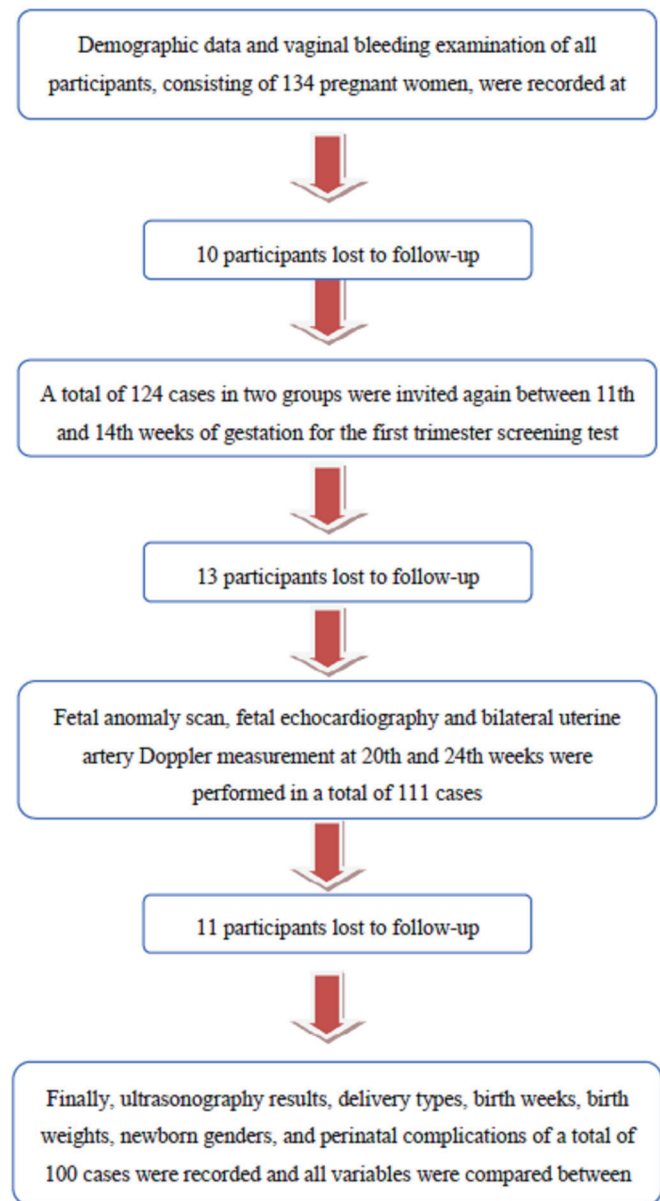 Demographic data and vaginal bleeding examination of all
participants, consisting of 134 pregnant women, were recorded at
10 participants lost to follow-up
A total of 124 cases in two groups were invited again between 11th
and 14th weeks of gestation for the first trimester screening test
13 participants lost to follow-up
Fetal anomaly scan, fetal echocardiography and bilateral uterine
artery Doppler measurement at 20th and 24th weeks were
performed in a total of 111 cases
11 participants lost to follow-up
Finally, ultrasonography results, delivery types, birth weeks, birth
weights, newborn genders, and perinatal complications of a total of
100 cases were recorded and all variables were compared between